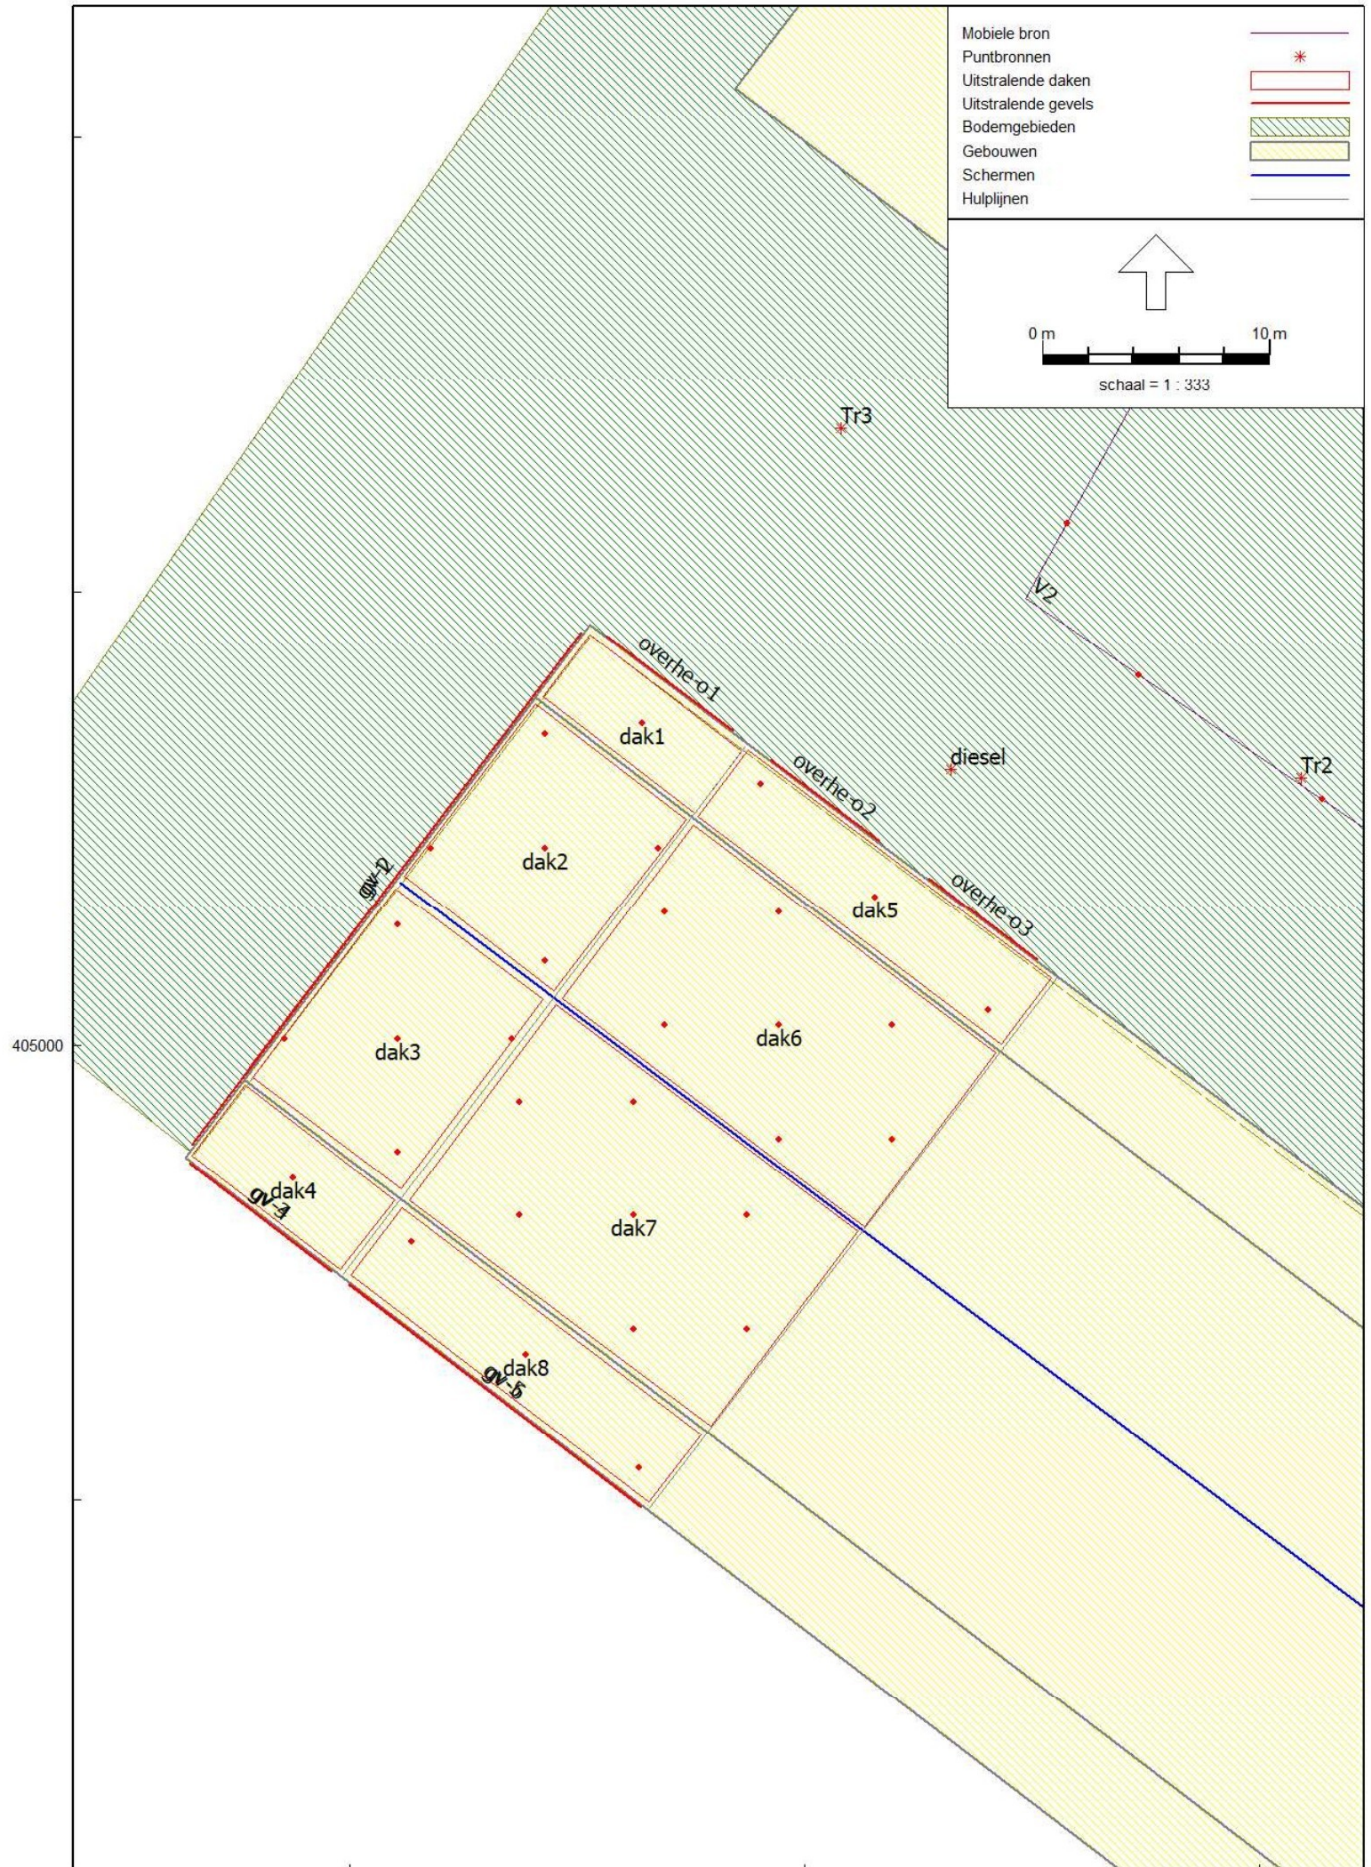 Mobiele bron
Puntbronnen
Uitstralende daken
Uitstralende gevels
Bodemgebieden
Gebouwen
Schermen
Hulplijnen
0 m
10 m
schaal = 1 : 333
Tr3
V2
overhe-o1
dak1
diesel
Tr2
overhe-o2
dak2
overhe-o3
dak5
dak6
405000
dak3
dak4
dak7
dak8